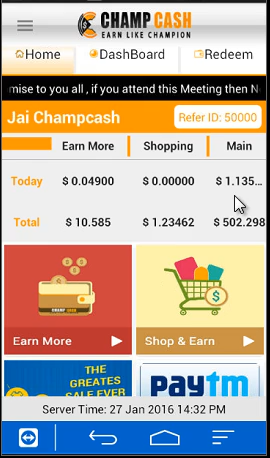 CHAMP CASH
EARN LIKE CHAMPION
Home DashBoard Redeem
mise to you all , if you attend this Meeting then N
Jai Champcash Refer ID: 50000
Earn More Shopping Main
Today $ 0.04900 $ 0.00000 $ 1.135...
Total $ 10.585 $ 1.23462 $ 502.298
CHAMP CASH
$
Earn More Shop & Earn
THE
GREATES
SALE EVER
paytm
Server Time: 27 Jan 2016 14:32 PM